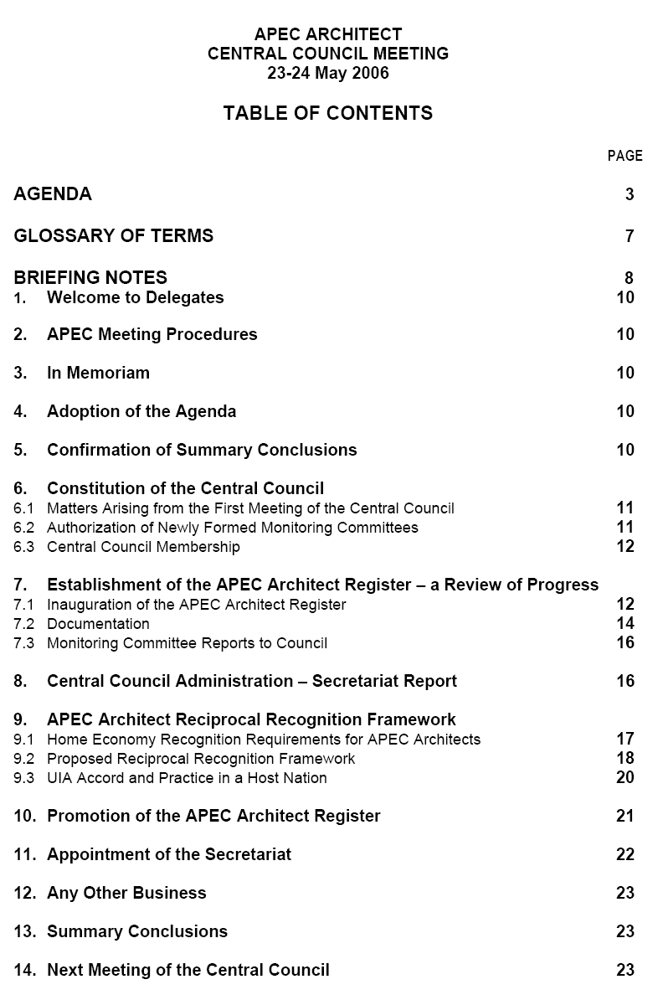 APEC ARCHITECT
CENTRAL COUNCIL MEETING
23-24 May 2006
TABLE OF CONTENTS
PAGE
AGENDA 3
GLOSSARY OF TERMS 7
BRIEFING NOTES 8
1. Welcome to Delegates 10
2. APEC Meeting Procedures 10
3. In Memoriam 10
4. Adoption of the Agenda 10
5. Confirmation of Summary Conclusions 10
6. Constitution of the Central Council
6.1 Matters Arising from the First Meeting of the Central Council 11
6.2 Authorization of Newly Formed Monitoring Committees 11
6.3 Central Council Membership 12
7. Establishment of the APEC Architect Register – a Review of Progress
7.1 Inauguration of the APEC Architect Register 12
7.2 Documentation 14
7.3 Monitoring Committee Reports to Council 16
8. Central Council Administration – Secretariat Report 16
9. APEC Architect Reciprocal Recognition Framework
9.1 Home Economy Recognition Requirements for APEC Architects 17
9.2 Proposed Reciprocal Recognition Framework 18
9.3 UIA Accord and Practice in a Host Nation 20
10. Promotion of the APEC Architect Register 21
11. Appointment of the Secretariat 22
12. Any Other Business 23
13. Summary Conclusions 23
14. Next Meeting of the Central Council 23